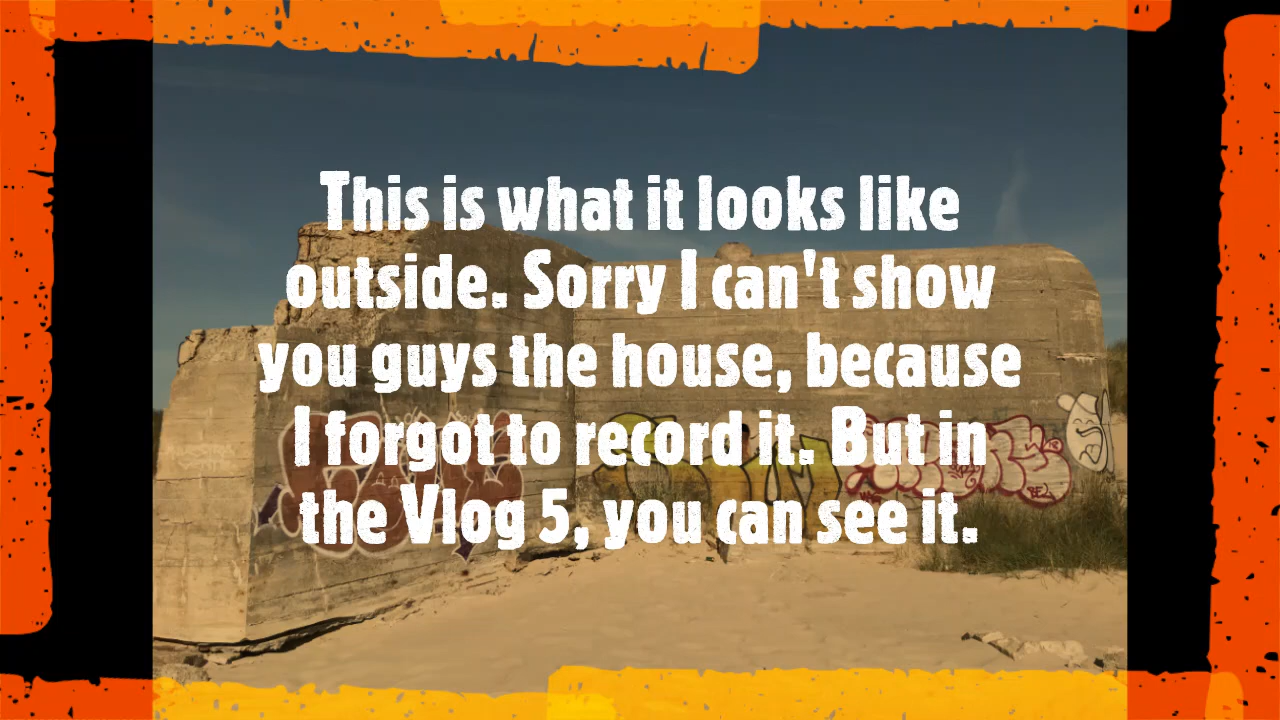 This is what it looks like
outside. Sorry I can't show
you guys the house, because
I forgot to record it. But in
the Vlog 5, you can see it.